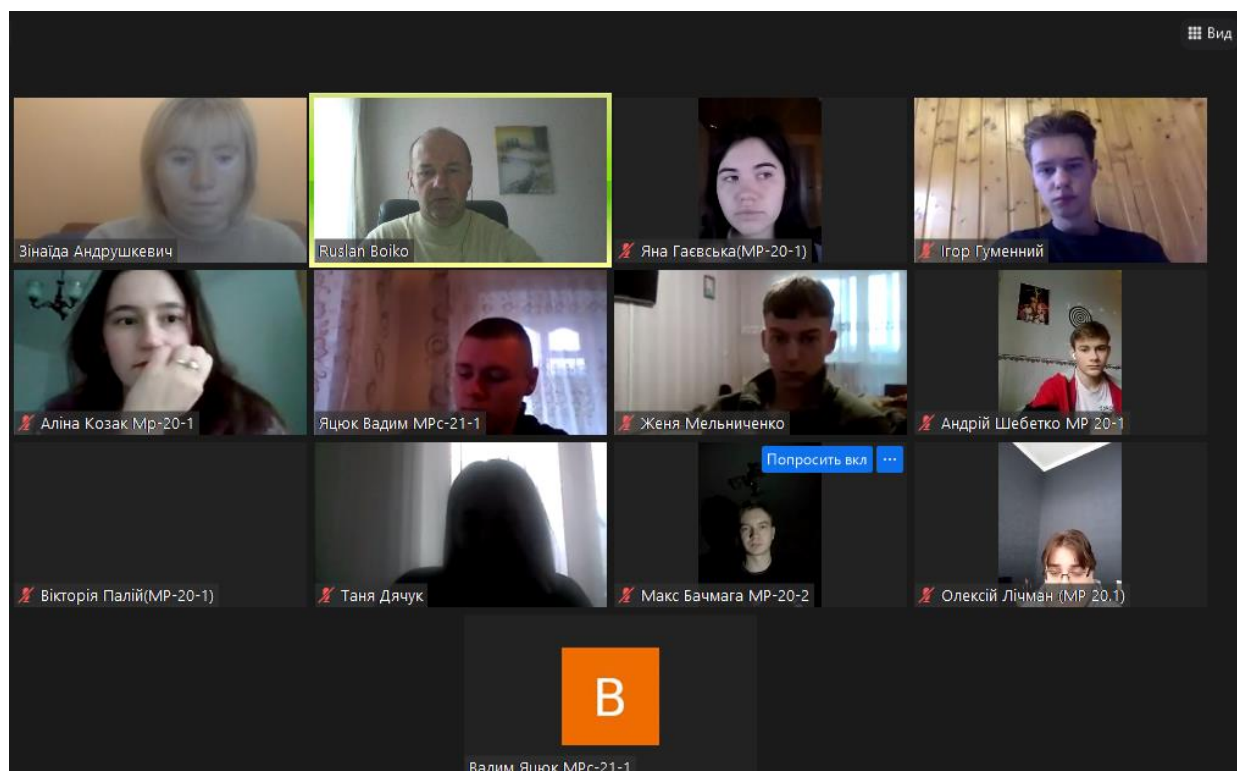 Вид
Зінаїда Андрушкевич
Ruslan Boiko
Яна Гаєвська(МР-20-1)
Ігор Гуменний
Аліна Козак Мр-20-1
Яцюк Вадим МРс-21-1
Женя Мельниченко
Андрій Шебетко МР 20-1
Попросить вкл ...
Вікторія Палій(МР-20-1)
Таня Дячук
Макс Бачмага МР-20-2
Олексій Лічман (МР 20.1)
В
Вадим Яцюк МРс-21-1